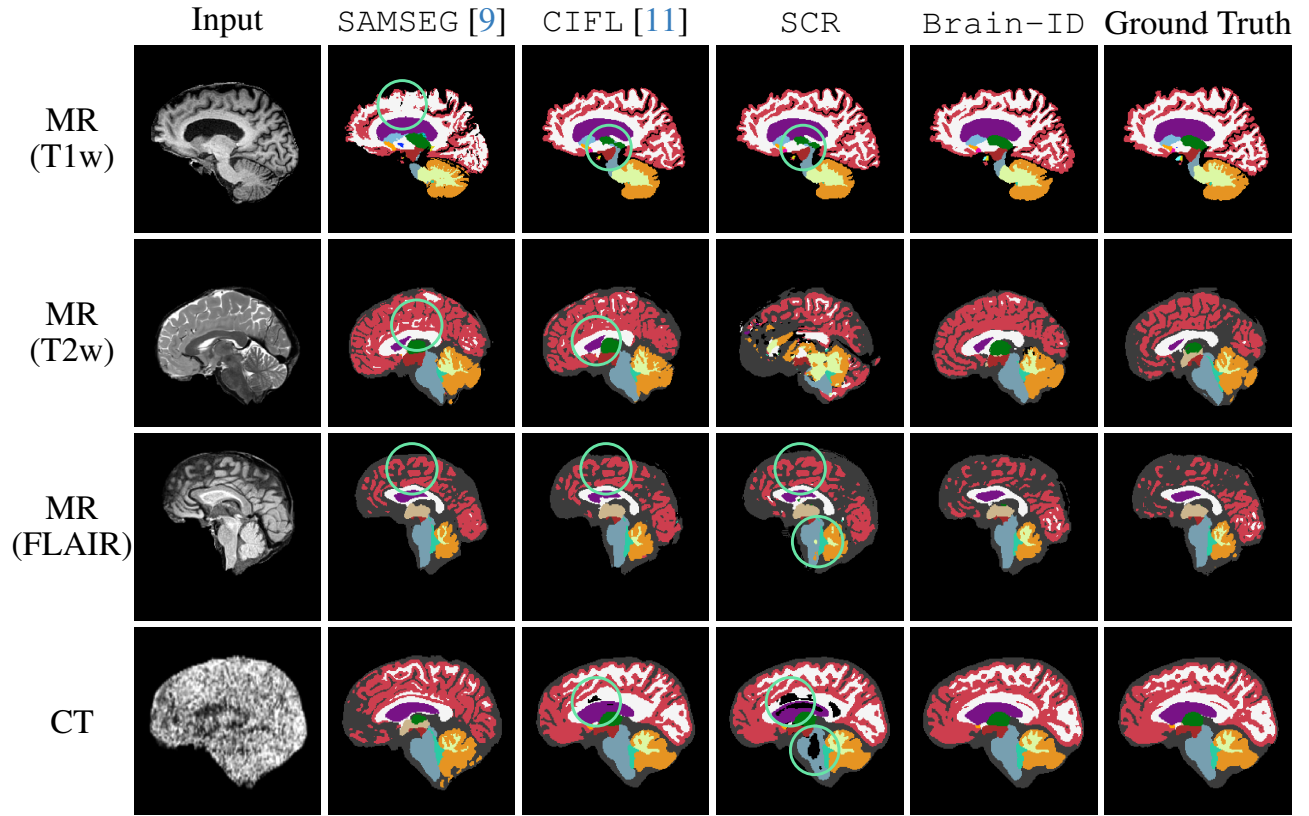 Input SAMSEG [9] CIFL [11] SCR Brain-ID Ground Truth
MR
(T1w)
MR
(T2w)
MR
(FLAIR)
CT